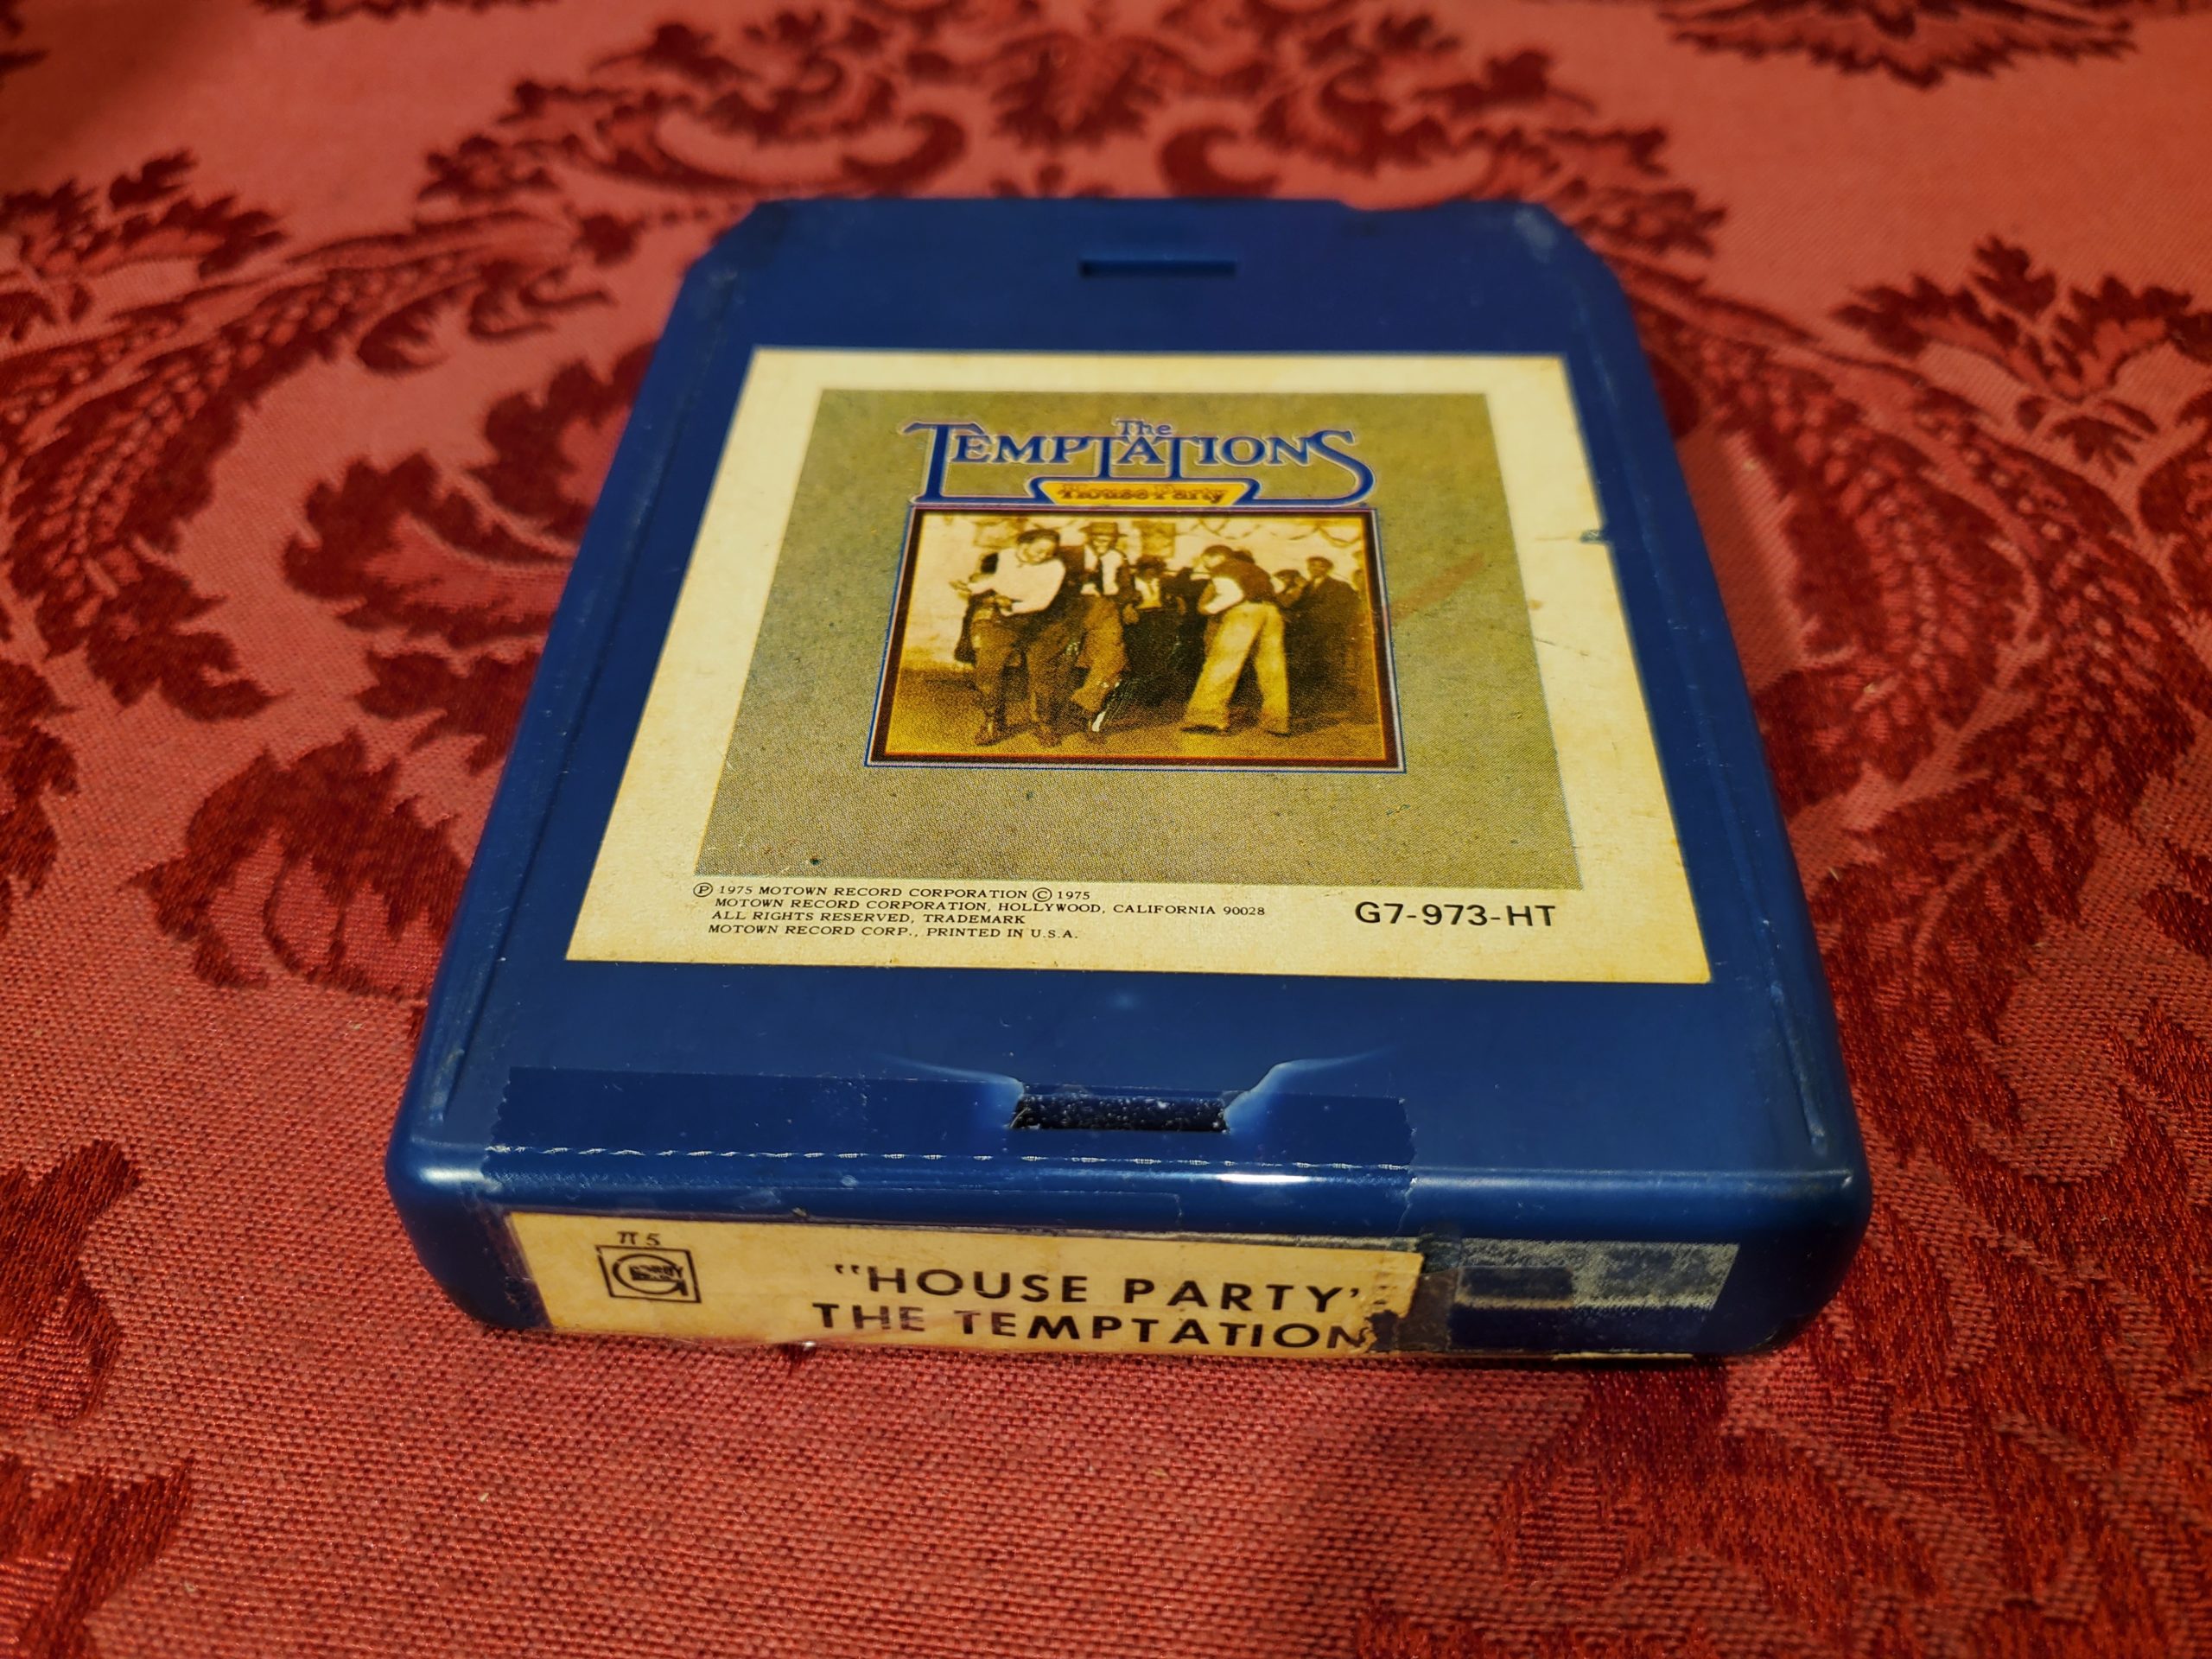 The
TEMPTATIONS
House Party
Ⓟ 1975 MOTOWN RECORD CORPORATION © 1975
MOTOWN RECORD CORPORATION, HOLLYWOOD, CALIFORNIA 90028
ALL RIGHTS RESERVED, TRADEMARK
MOTOWN RECORD CORP., PRINTED IN U.S.A.
G7-973-HT
π 5
"HOUSE PARTY'
THE TEMPTATION